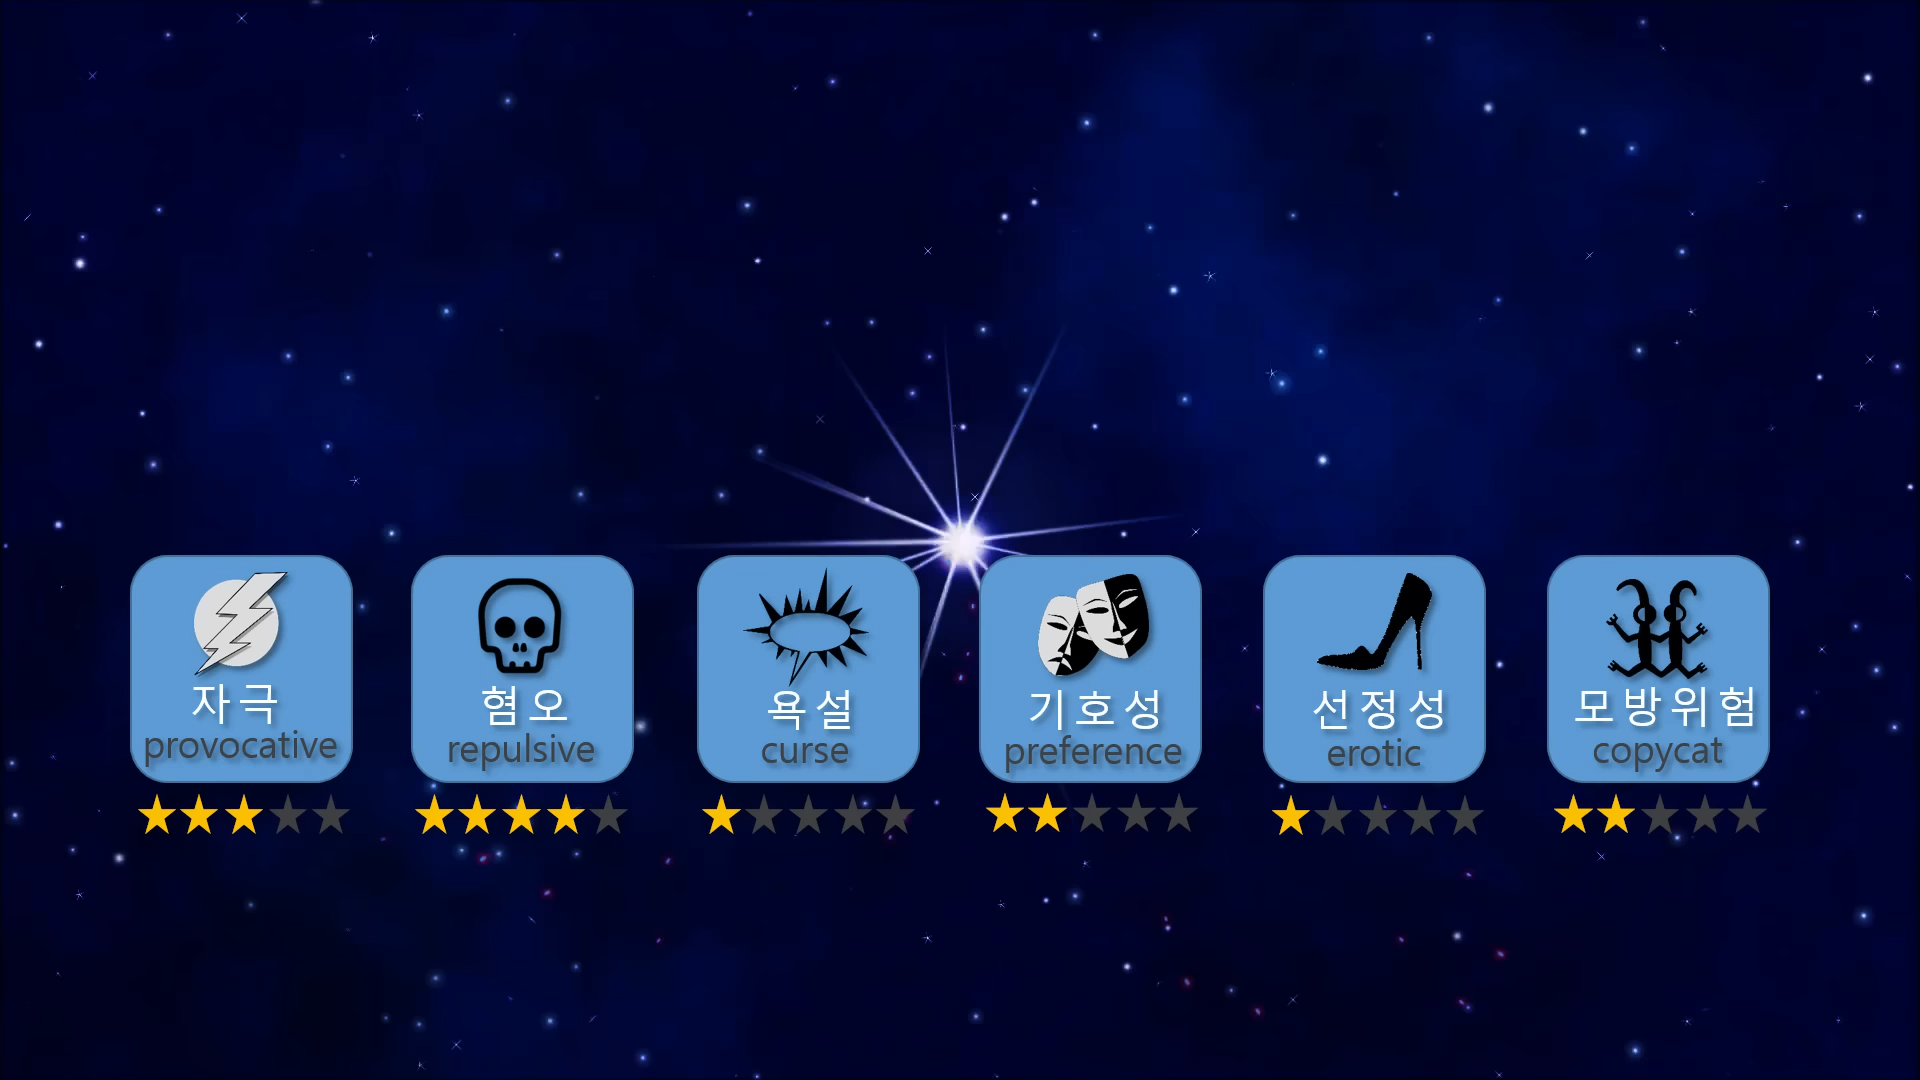 자극
provocative
혐오
repulsive
욕설
curse
기호성
preference
선정성
erotic
모방위험
copycat